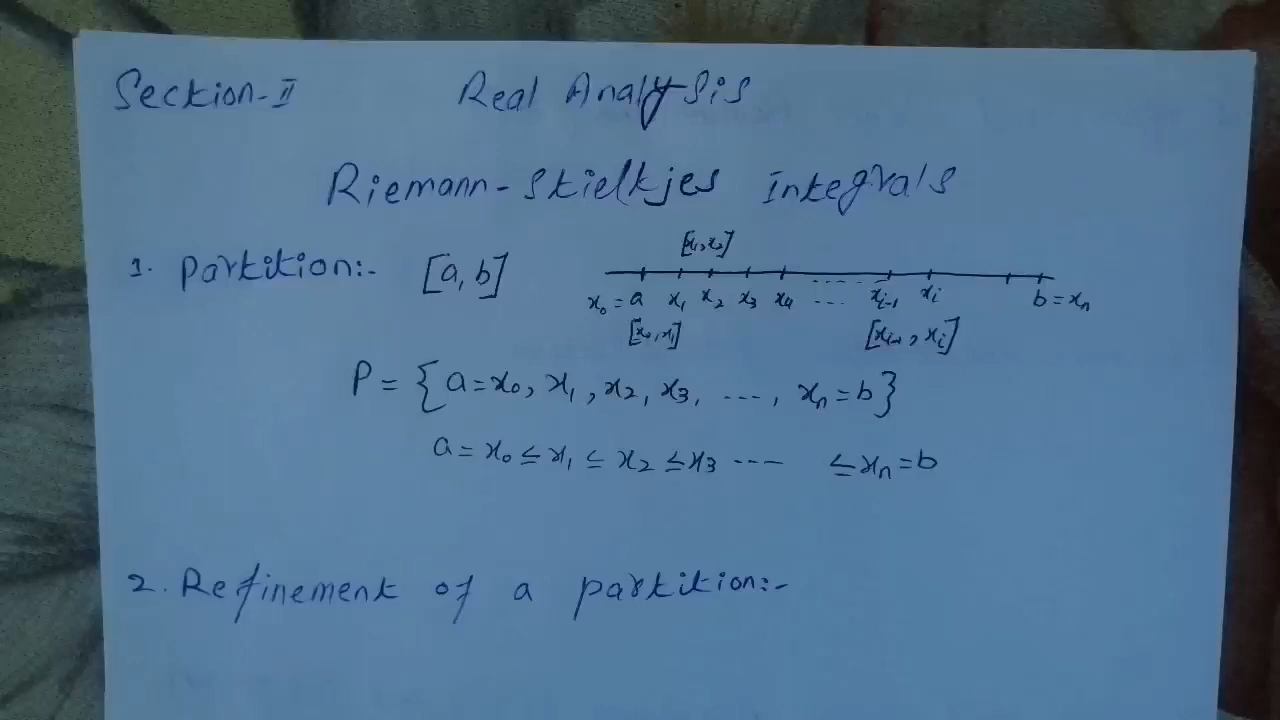 Section-II Real Analysis
Riemann-Stieltjes integrals
1. partition:- [a, b]
[x₁, x₂]
x₀ = a x₁ x₂ x₃ x₄ .... xᵢ₋₁ xᵢ b = xₙ
[x₀, x₁] [xᵢ₋₁, xᵢ]
P = {a = x₀, x₁, x₂, x₃, ---, xₙ = b}
a = x₀ ≤ x₁ ≤ x₂ ≤ x₃ ---- ≤ xₙ = b
2. Refinement of a partition:-